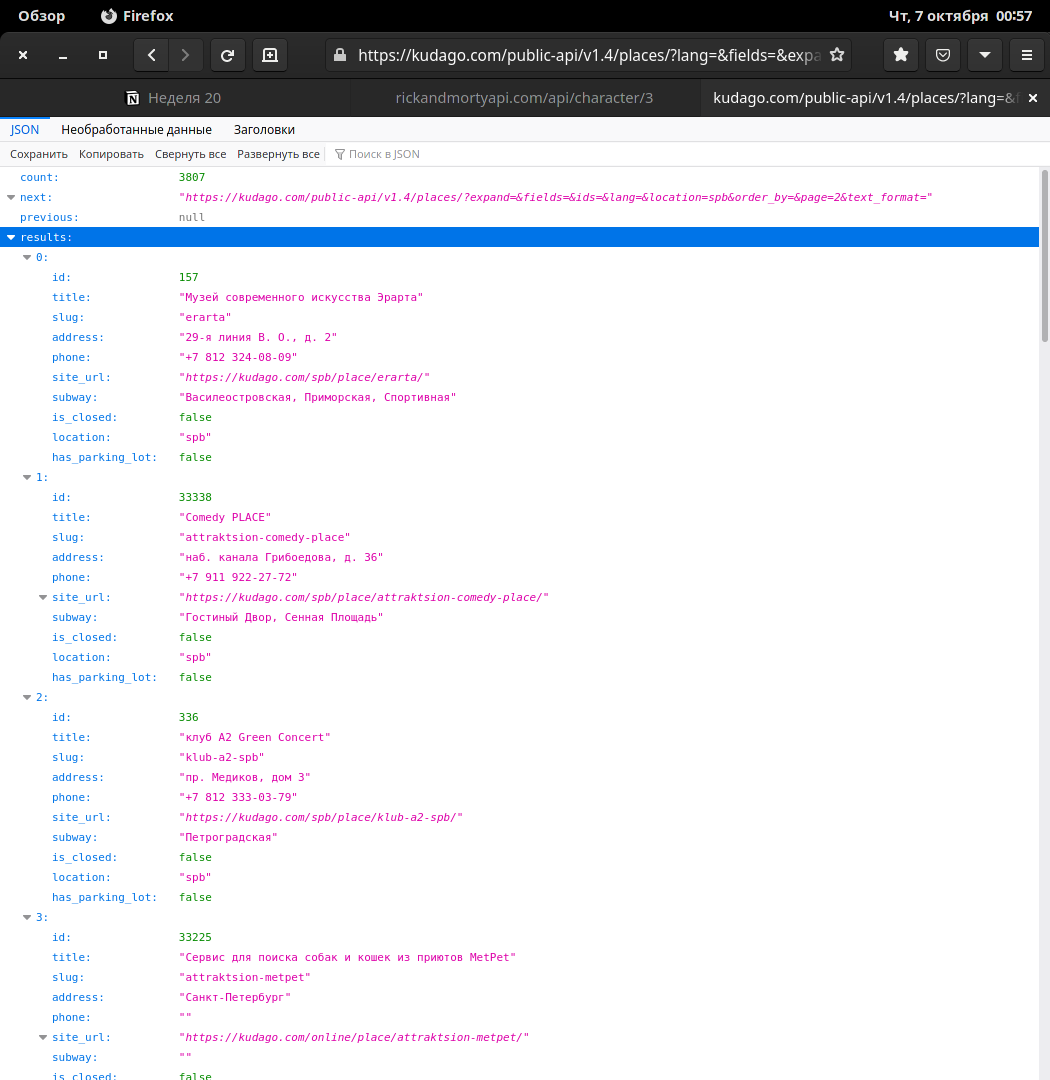 Обзор Firefox Чт, 7 октября 00:57
https://kudago.com/public-api/v1.4/places/?lang=&fields=&expa
Неделя 20 rickandmortyapi.com/api/character/3 kudago.com/public-api/v1.4/places/?lang=&f
JSON Необработанные данные Заголовки
Сохранить Копировать Свернуть все Развернуть все Поиск в JSON
count: 3807
next: "https://kudago.com/public-api/v1.4/places/?expand=&fields=&ids=&lang=&location=spb&order_by=&page=2&text_format="
previous: null
results:
0:
id: 157
title: "Музей современного искусства Эрарта"
slug: "erarta"
address: "29-я линия В. О., д. 2"
phone: "+7 812 324-08-09"
site_url: "https://kudago.com/spb/place/erarta/"
subway: "Василеостровская, Приморская, Спортивная"
is_closed: false
location: "spb"
has_parking_lot: false
1:
id: 33338
title: "Comedy PLACE"
slug: "attraktsion-comedy-place"
address: "наб. канала Грибоедова, д. 36"
phone: "+7 911 922-27-72"
site_url: "https://kudago.com/spb/place/attraktsion-comedy-place/"
subway: "Гостиный Двор, Сенная Площадь"
is_closed: false
location: "spb"
has_parking_lot: false
2:
id: 336
title: "клуб A2 Green Concert"
slug: "klub-a2-spb"
address: "пр. Медиков, дом 3"
phone: "+7 812 333-03-79"
site_url: "https://kudago.com/spb/place/klub-a2-spb/"
subway: "Петроградская"
is_closed: false
location: "spb"
has_parking_lot: false
3:
id: 33225
title: "Сервис для поиска собак и кошек из приютов MetPet"
slug: "attraktsion-metpet"
address: "Санкт-Петербург"
phone: ""
site_url: "https://kudago.com/online/place/attraktsion-metpet/"
subway: ""
is_closed: false